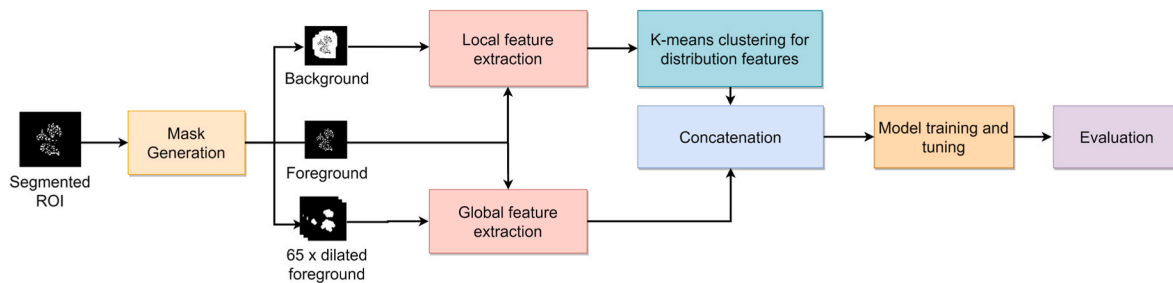 Segmented
ROI
Mask
Generation
Background
Foreground
65 x dilated
foreground
Local feature
extraction
Global feature
extraction
K-means clustering for
distribution features
Concatenation
Model training and
tuning
Evaluation